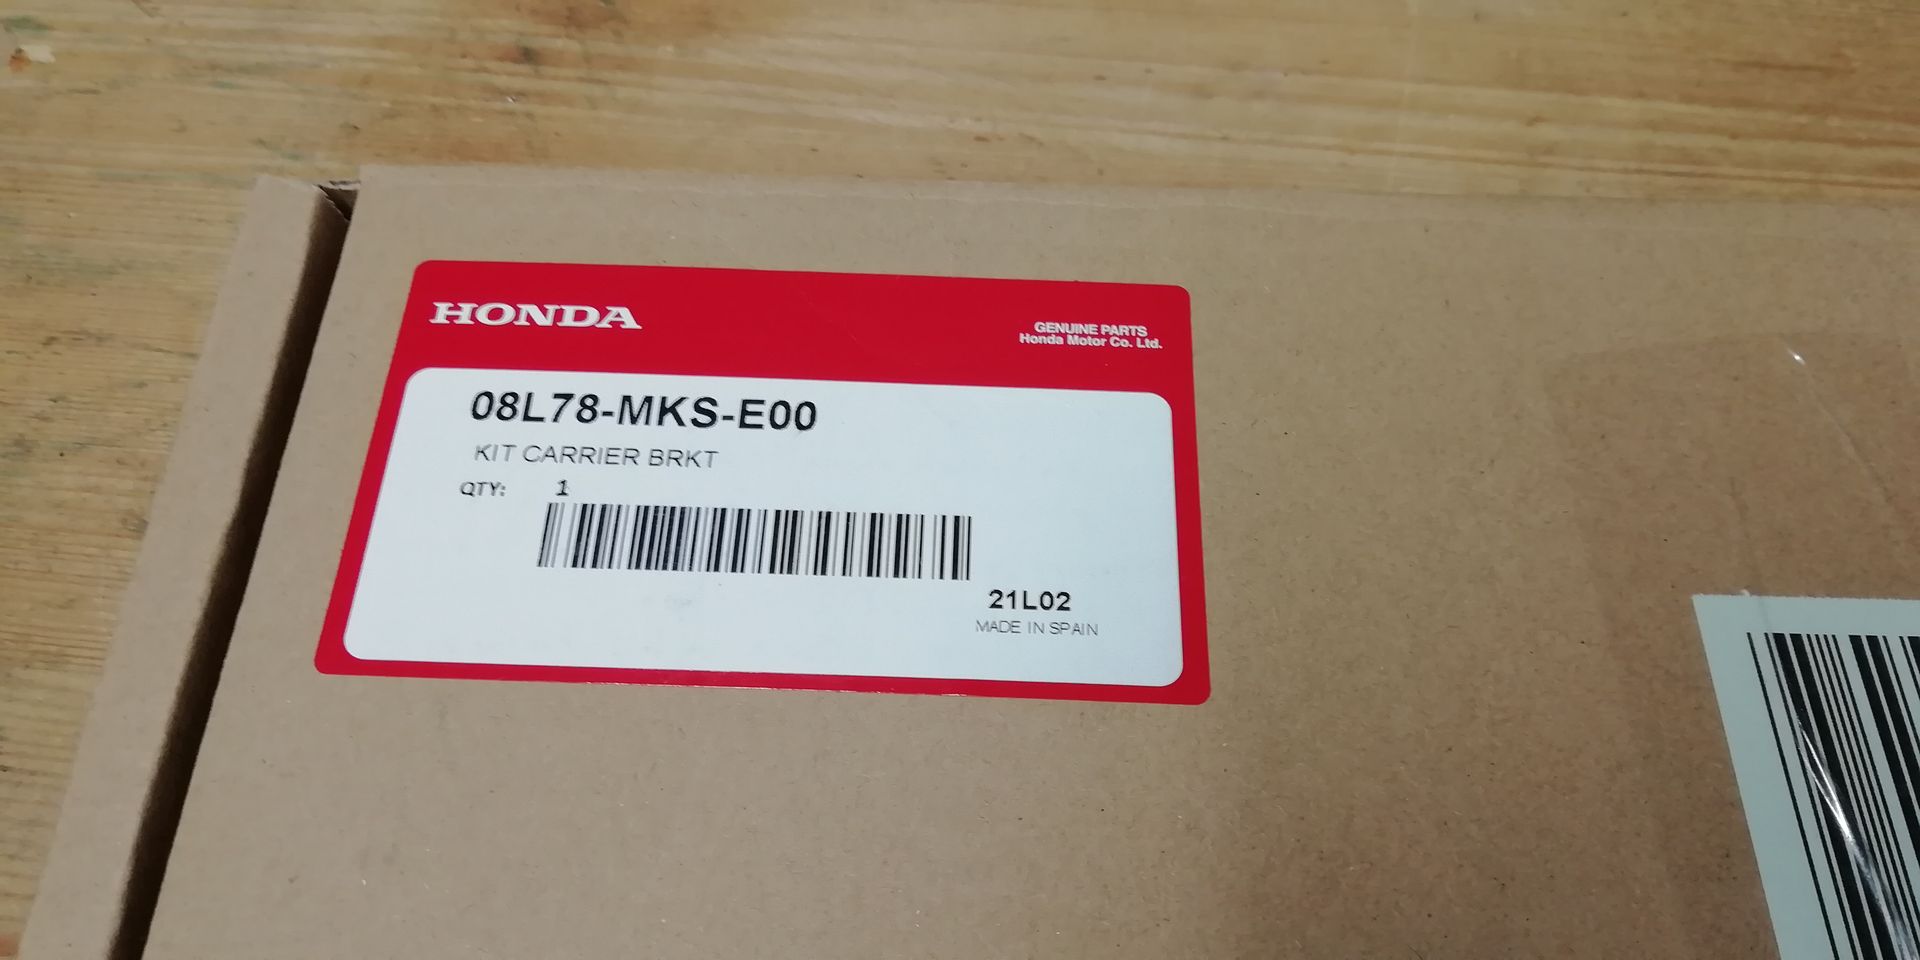 HONDA
GENUINE PARTS
Honda Motor Co. Ltd.
08L78-MKS-E00
KIT CARRIER BRKT
QTY: 1
21L02
MADE IN SPAIN